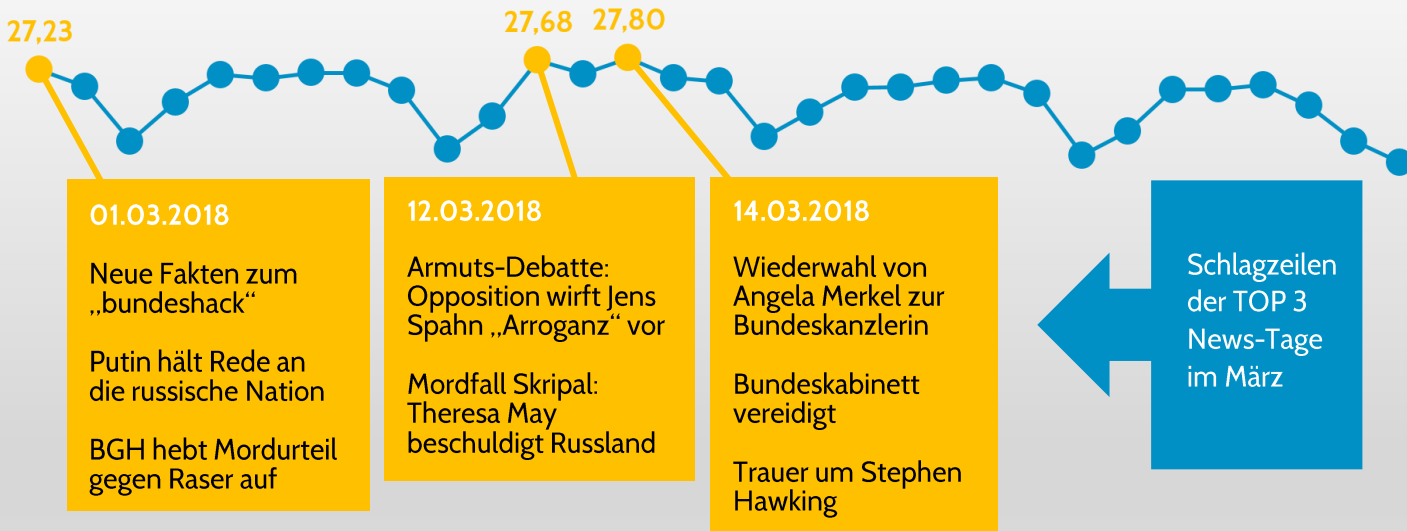 27,23
27,68
27,80
01.03.2018
Neue Fakten zum
„bundeshack“
Putin hält Rede an
die russische Nation
BGH hebt Mordurteil
gegen Raser auf
12.03.2018
Armuts-Debatte:
Opposition wirft Jens
Spahn „Arroganz“ vor
Mordfall Skripal:
Theresa May
beschuldigt Russland
14.03.2018
Wiederwahl von
Angela Merkel zur
Bundeskanzlerin
Bundeskabinett
vereidigt
Trauer um Stephen
Hawking
Schlagzeilen
der TOP 3
News-Tage
im März